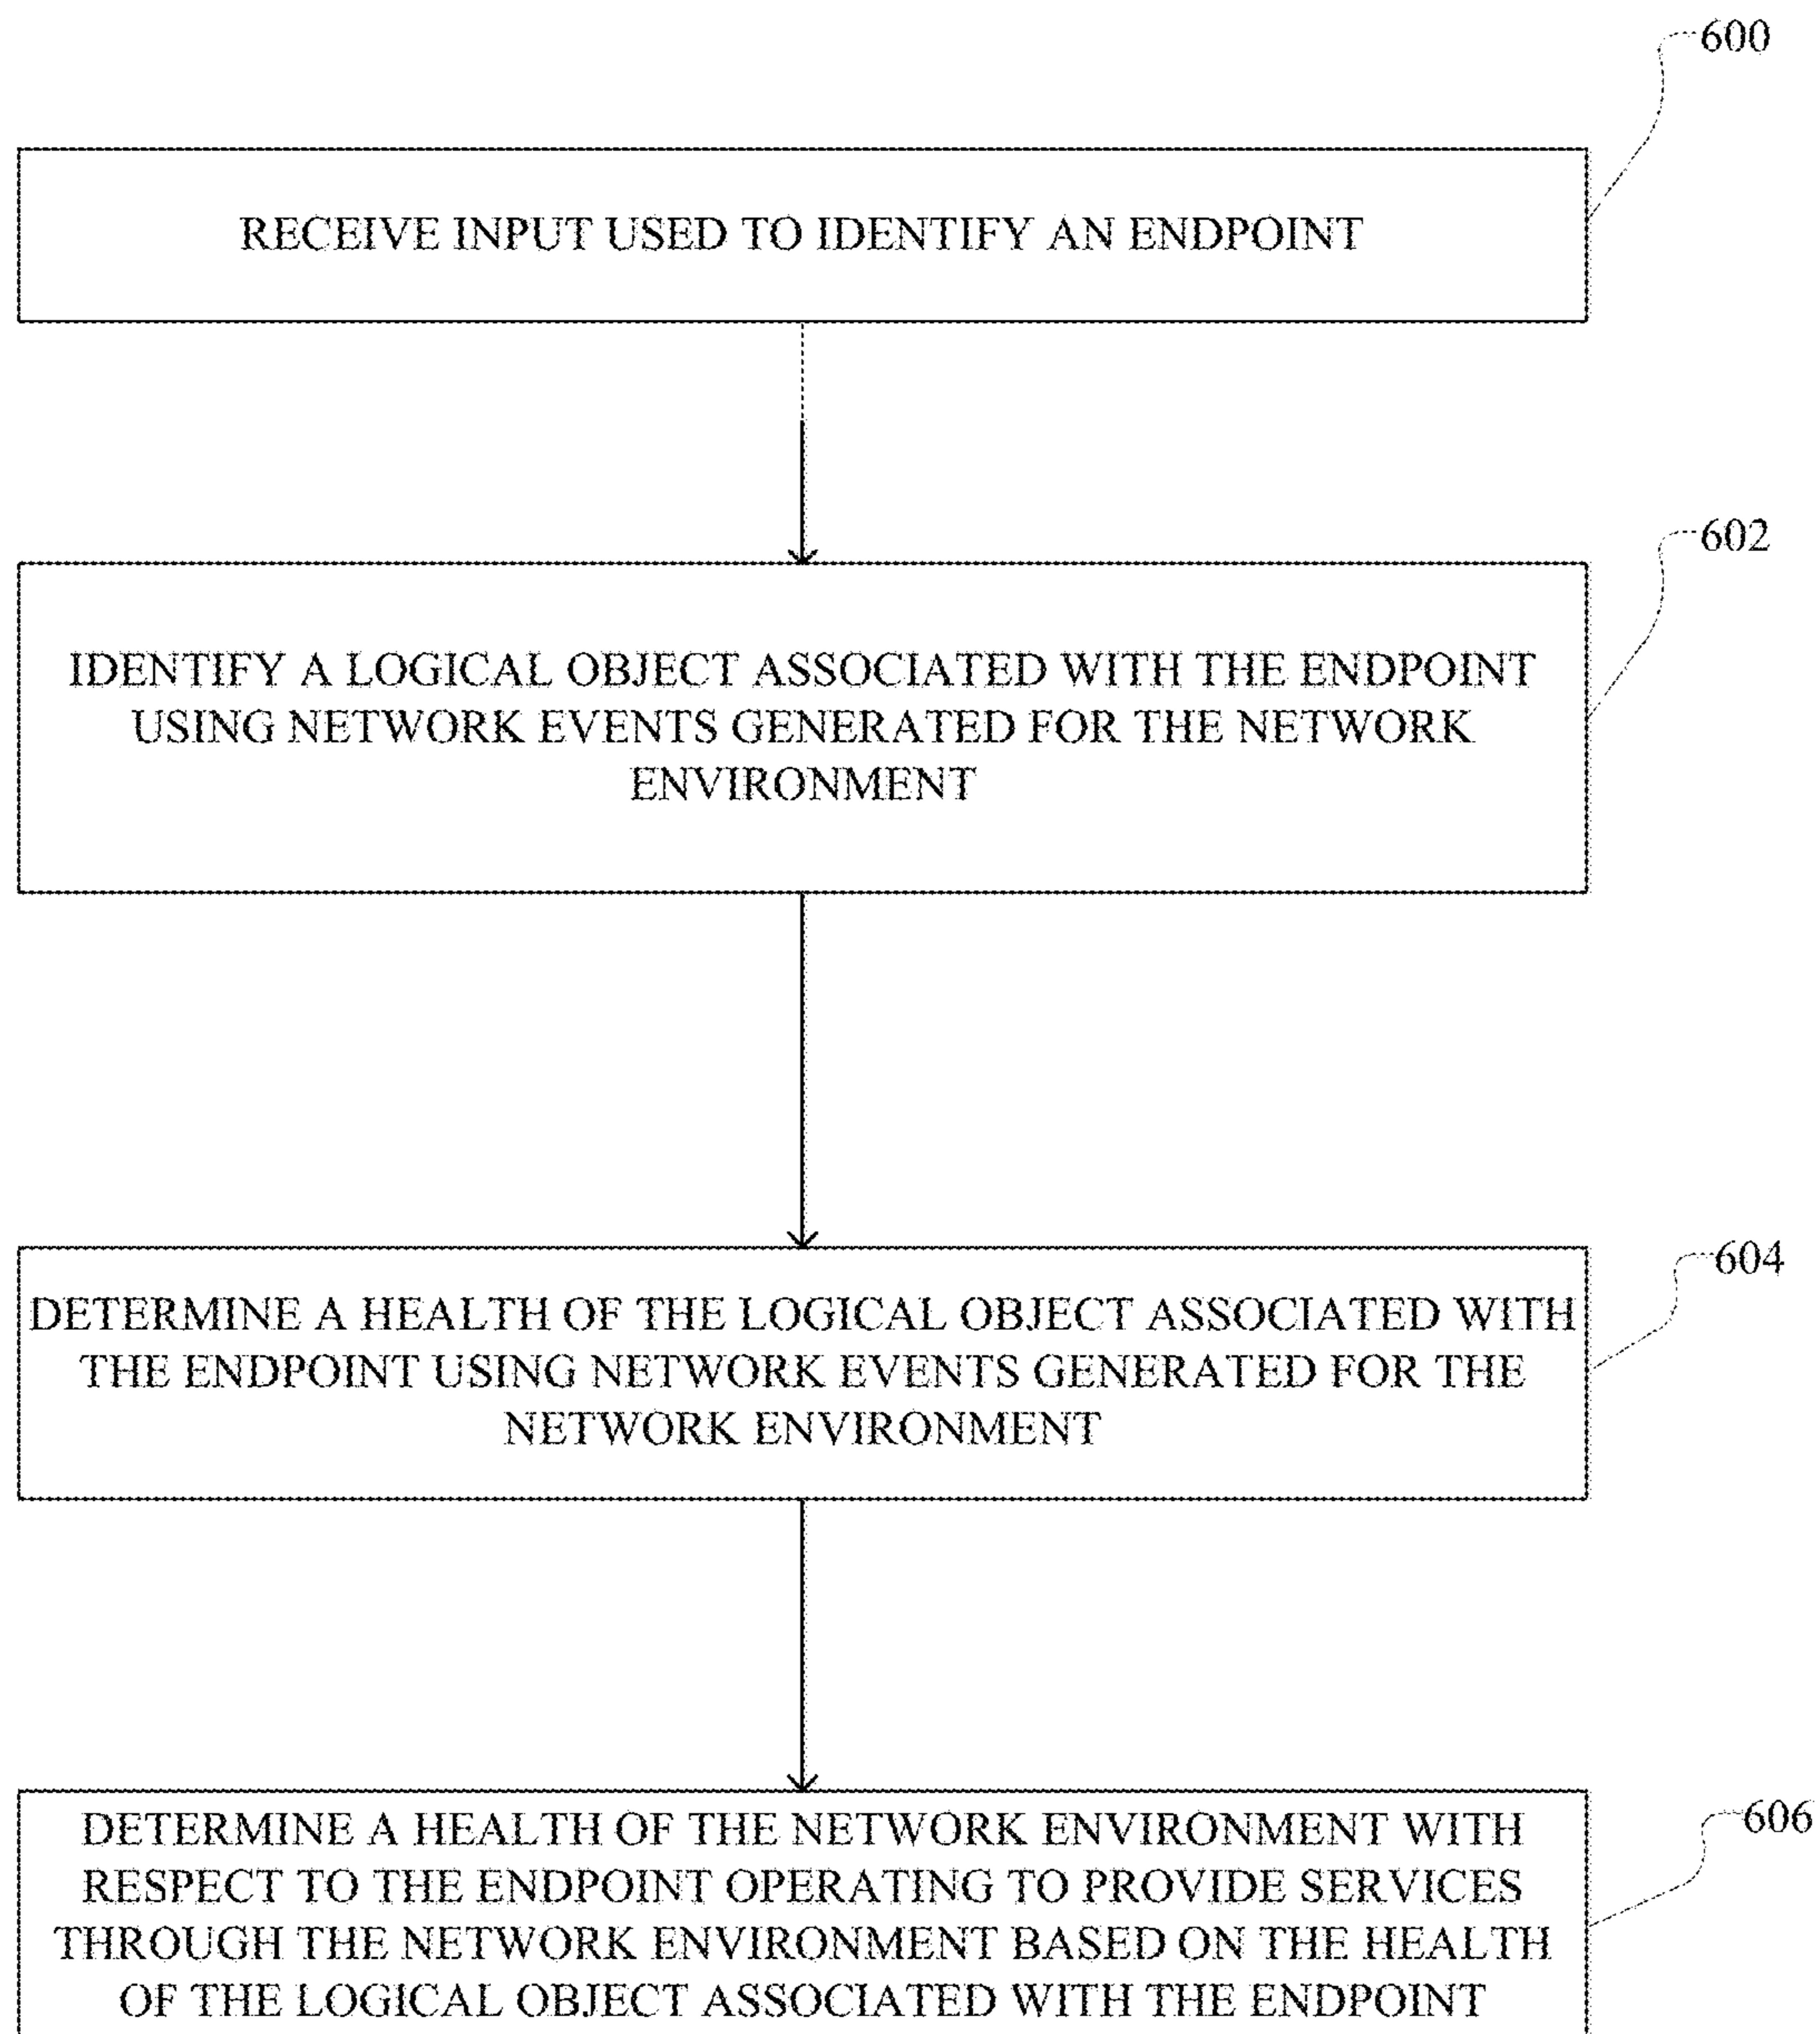 600
RECEIVE INPUT USED TO IDENTIFY AN ENDPOINT
602
IDENTIFY A LOGICAL OBJECT ASSOCIATED WITH THE ENDPOINT
USING NETWORK EVENTS GENERATED FOR THE NETWORK
ENVIRONMENT
604
DETERMINE A HEALTH OF THE LOGICAL OBJECT ASSOCIATED WITH
THE ENDPOINT USING NETWORK EVENTS GENERATED FOR THE
NETWORK ENVIRONMENT
606
DETERMINE A HEALTH OF THE NETWORK ENVIRONMENT WITH
RESPECT TO THE ENDPOINT OPERATING TO PROVIDE SERVICES
THROUGH THE NETWORK ENVIRONMENT BASED ON THE HEALTH
OF THE LOGICAL OBJECT ASSOCIATED WITH THE ENDPOINT